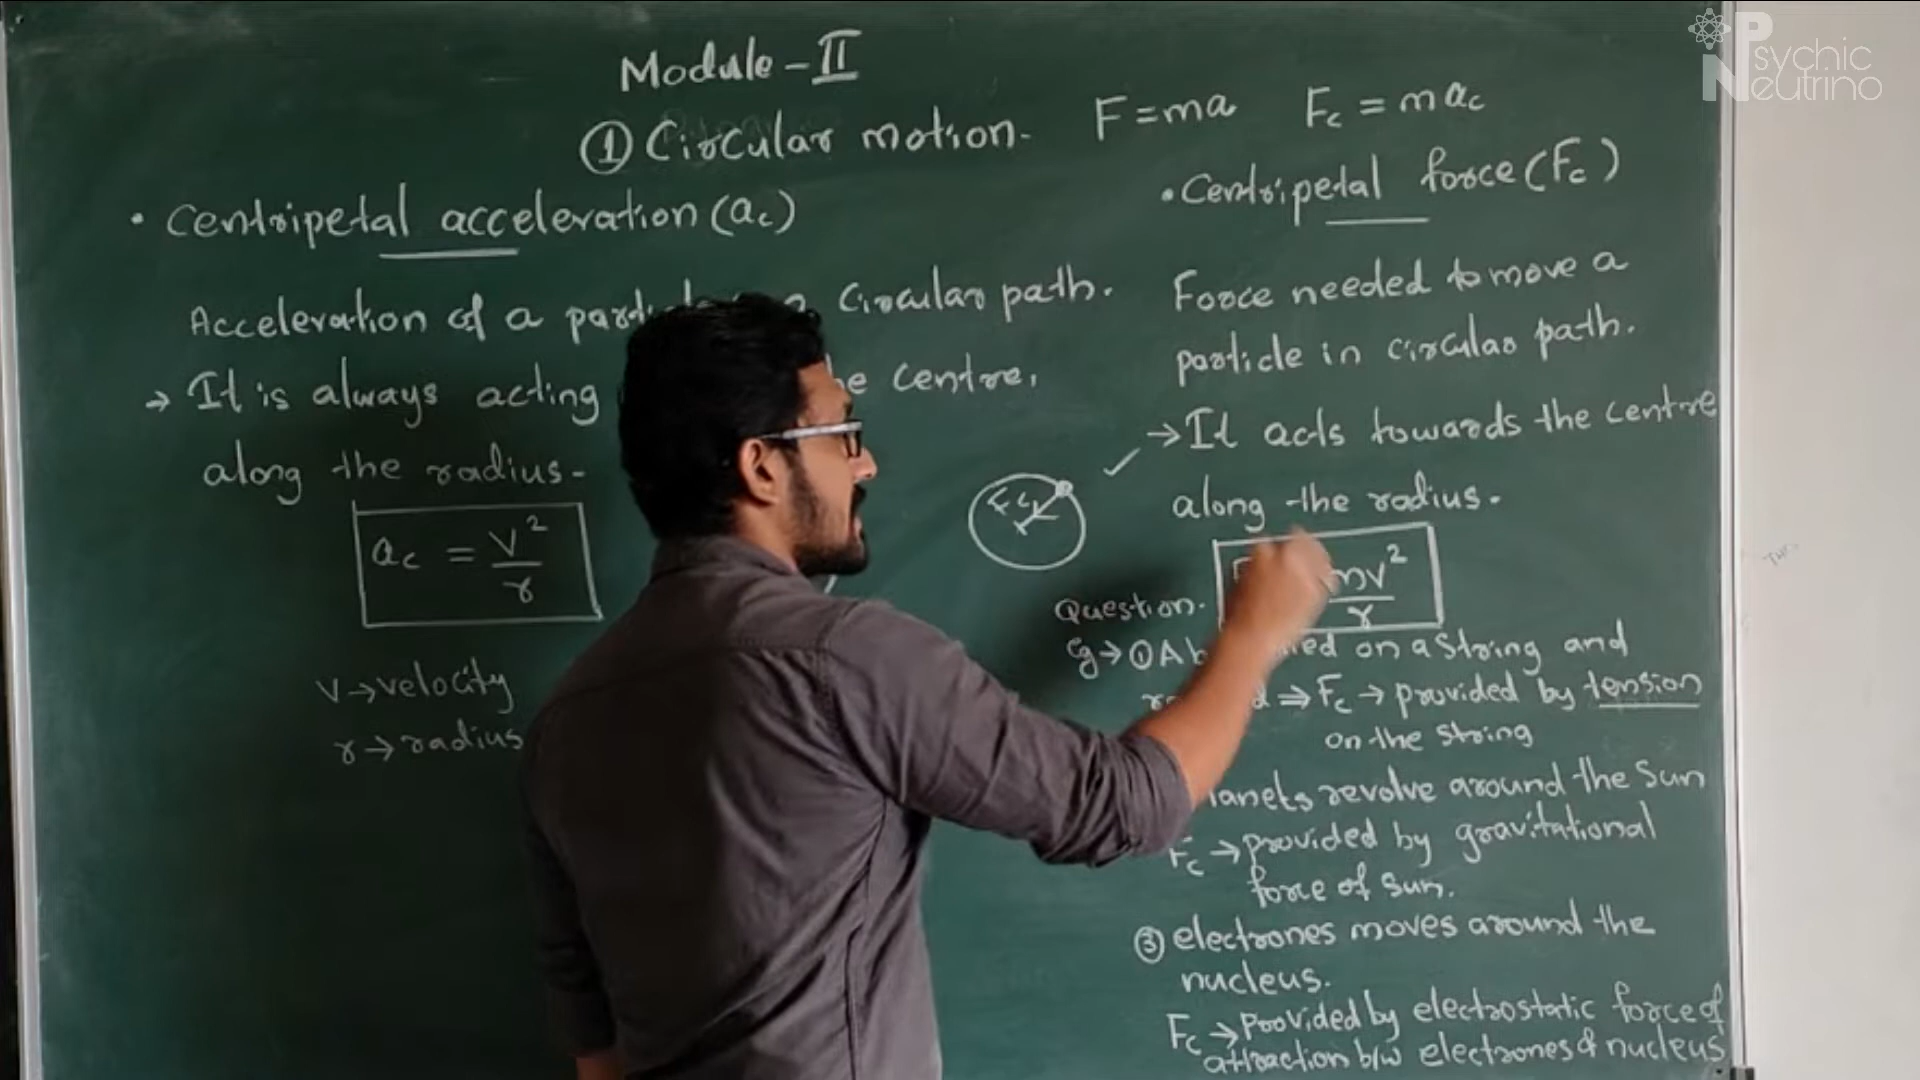 Psychic
Neutrino
Module - II
① Circular motion.
F = ma
Fc = mac
• Centripetal acceleration (ac)
Acceleration of a circular path.
→ It is always acting centre.
along the radius -
ac = v²/r
v → velocity
r → radius
• Centripetal force (Fc)
Force needed to move a
particle in circular path.
→ It acts towards the centre
along the radius.
Fc
mv²/r
Question.
Eg → ① A on a string and
⇒ Fc → provided by tension
on the string
revolve around the Sun
Fc → provided by gravitational
force of sun.
③ electrones moves around the
nucleus.
Fc → provided by electrostatic force of
attraction b/w electrones & nucleus